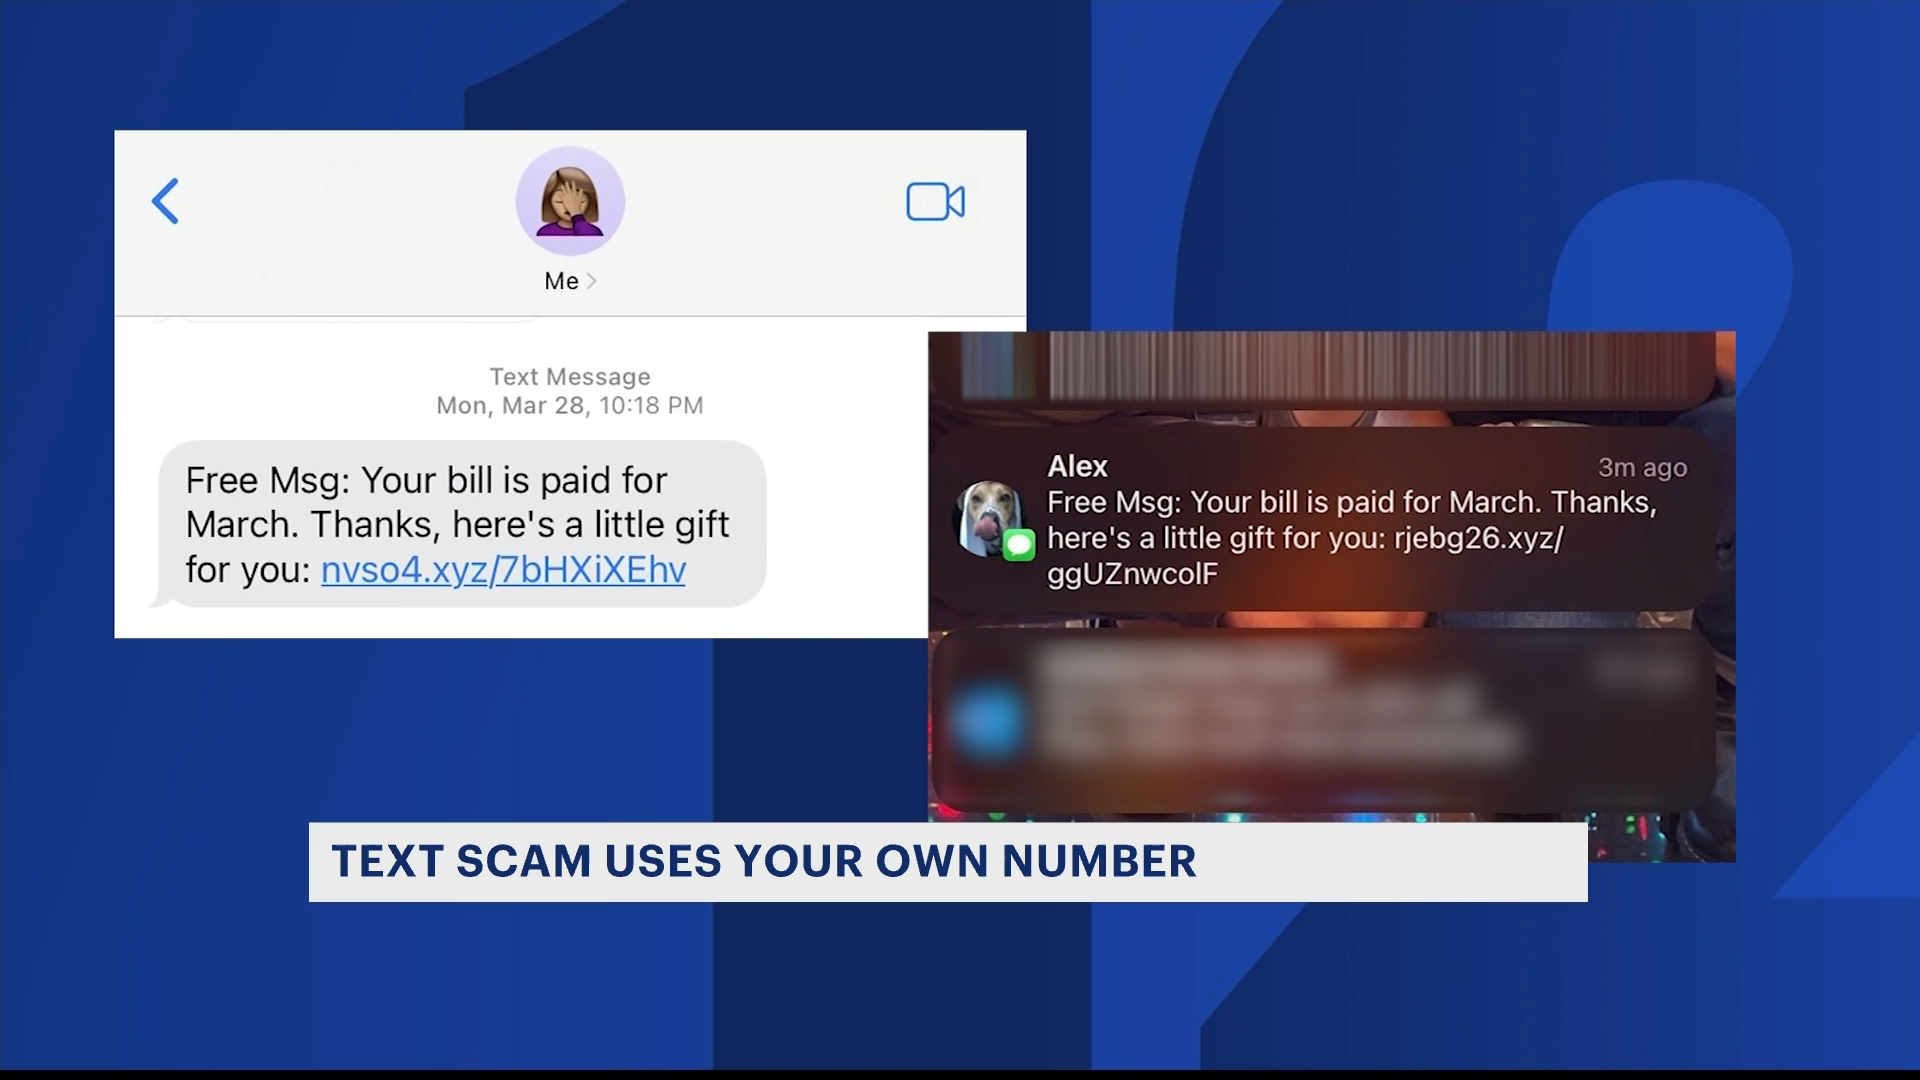 Me
Text Message
Mon, Mar 28, 10:18 PM
Free Msg: Your bill is paid for
March. Thanks, here's a little gift
for you: nvso4.xyz/7bHXiXEhv
Alex
3m ago
Free Msg: Your bill is paid for March. Thanks,
here's a little gift for you: rjebg26.xyz/
ggUZnwcolF
TEXT SCAM USES YOUR OWN NUMBER